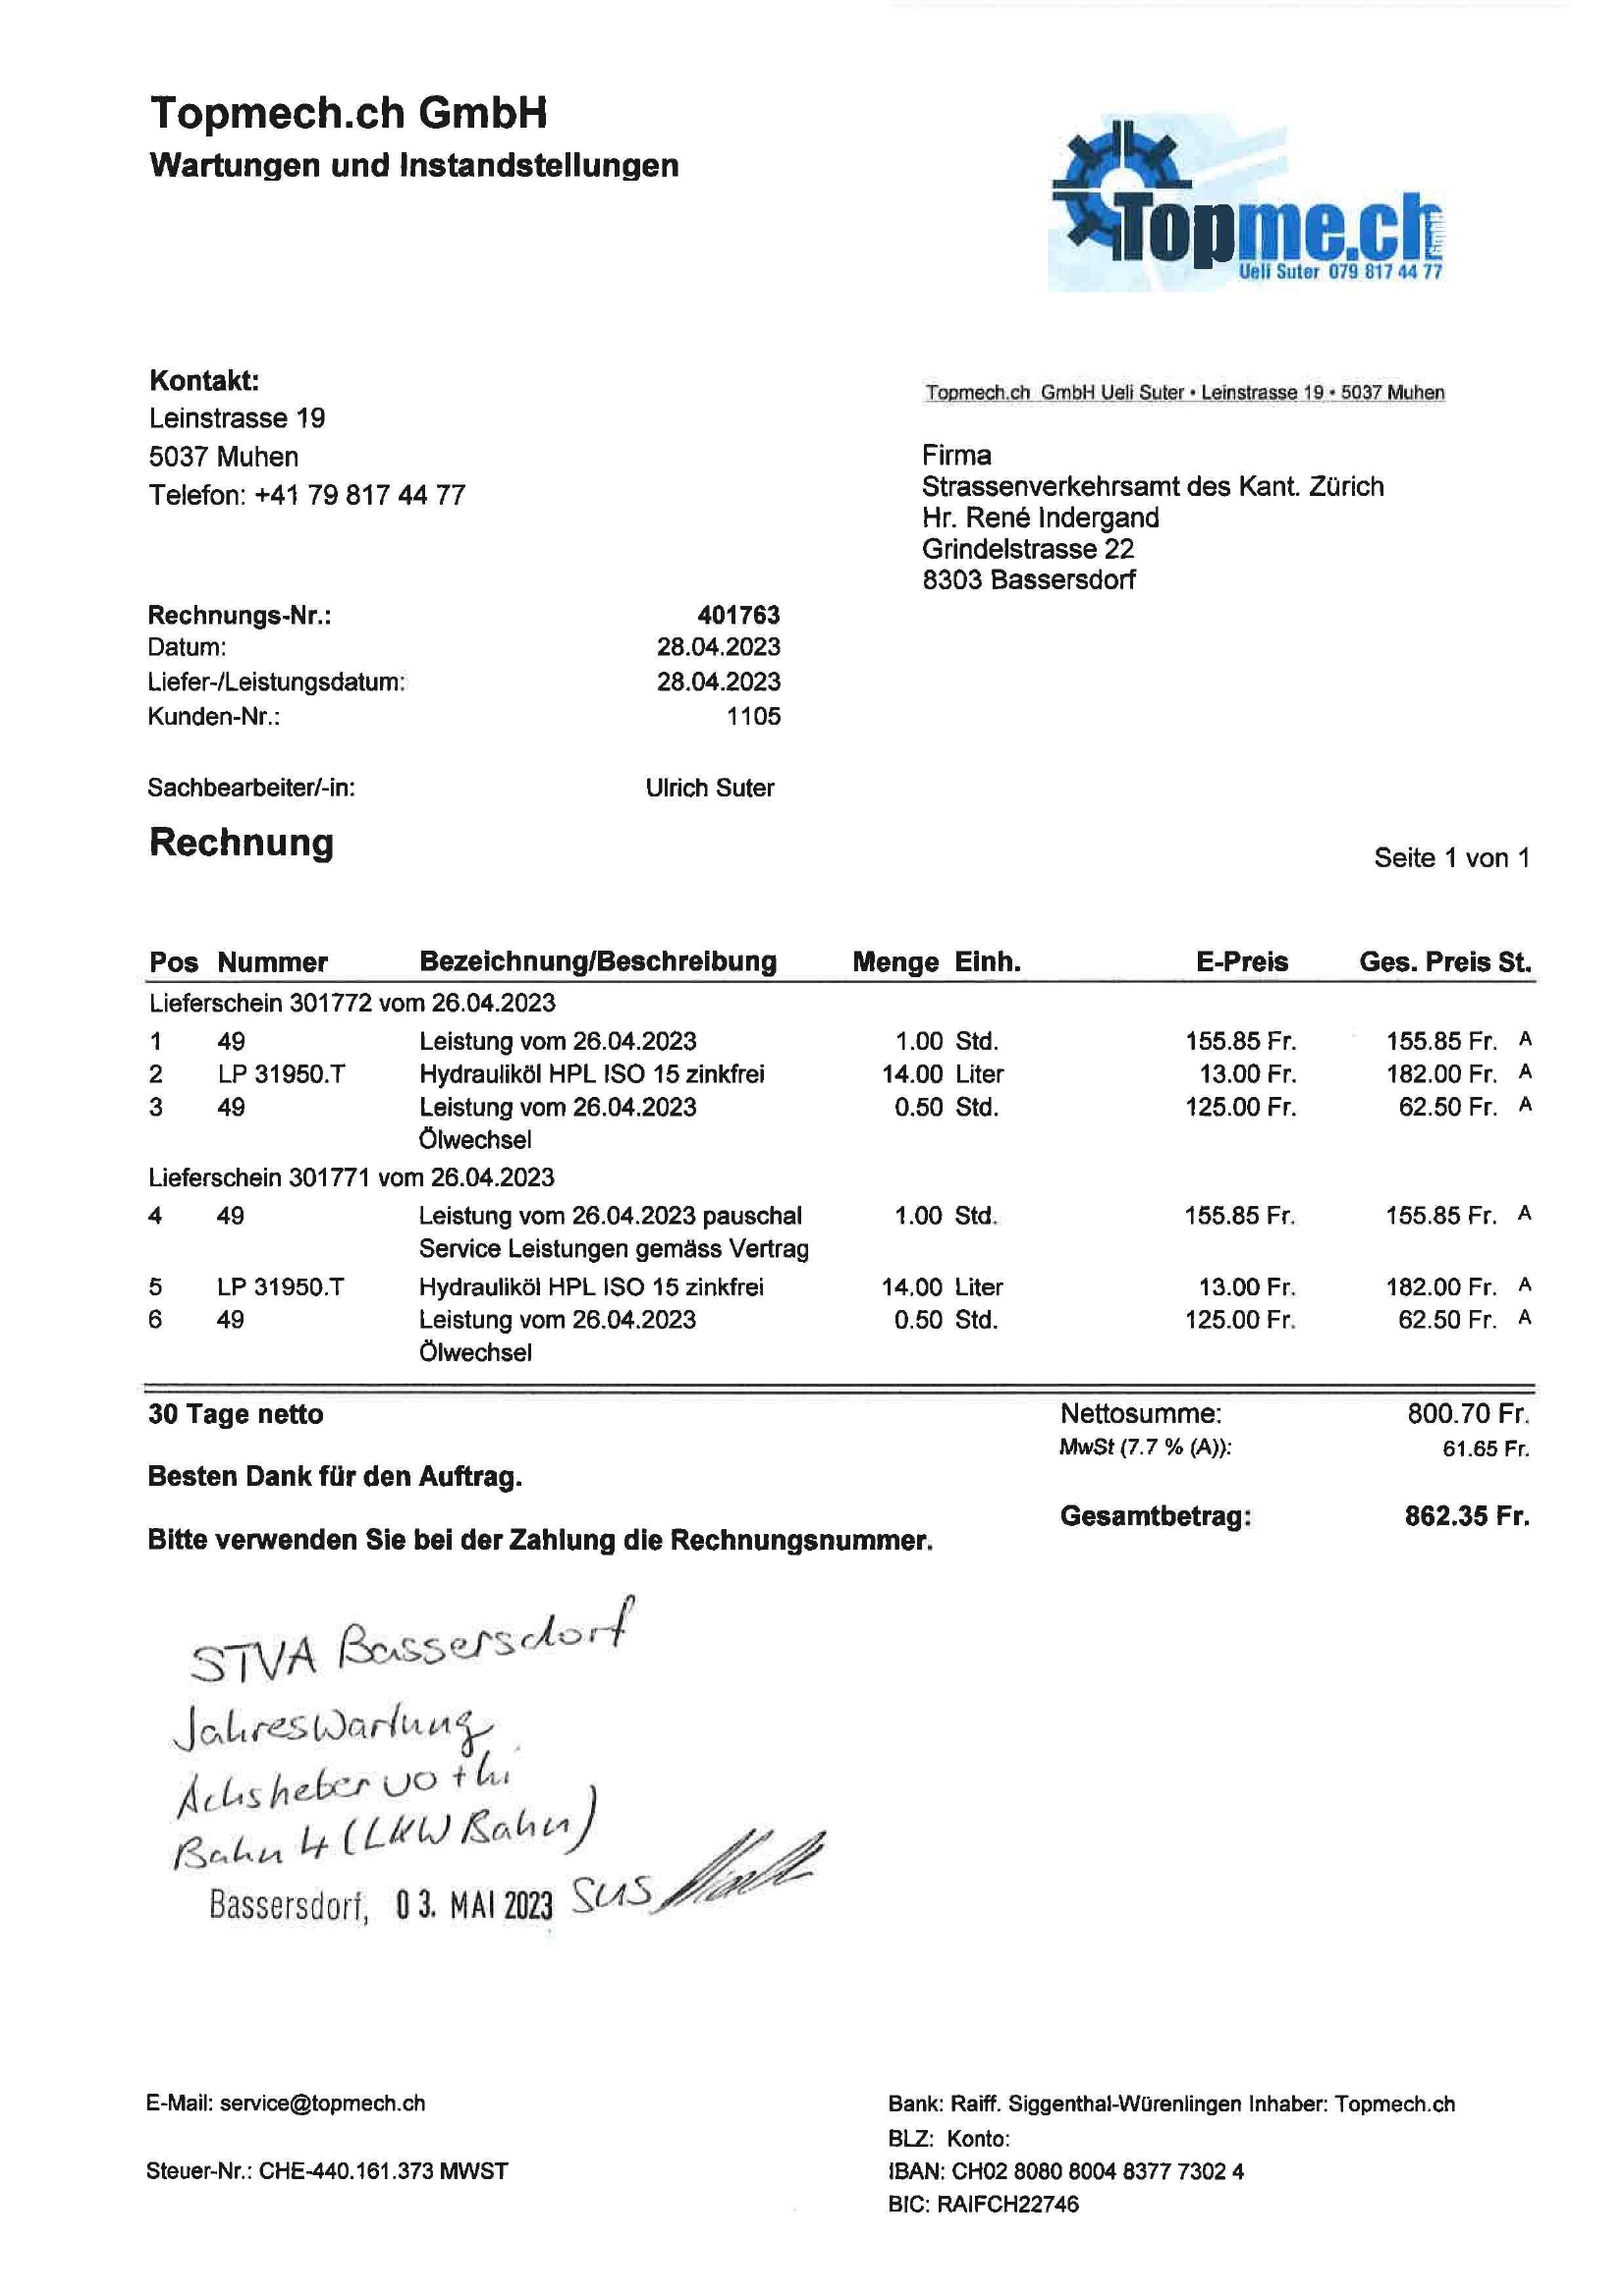 Topmech.ch GmbH
Wartungen und Instandstellungen
Topme.ch GmbH
Ueli Suter 079 817 44 77
Kontakt:
Leinstrasse 19
5037 Muhen
Telefon: +41 79 817 44 77
Topmech.ch GmbH Ueli Suter • Leinstrasse 19 • 5037 Muhen
Firma
Strassenverkehrsamt des Kant. Zürich
Hr. René Indergand
Grindelstrasse 22
8303 Bassersdorf
Rechnungs-Nr.: 401763
Datum: 28.04.2023
Liefer-/Leistungsdatum: 28.04.2023
Kunden-Nr.: 1105
Sachbearbeiter/-in: Ulrich Suter
Rechnung
Seite 1 von 1
Pos Nummer Bezeichnung/Beschreibung Menge Einh. E-Preis Ges. Preis St.
Lieferschein 301772 vom 26.04.2023
1 49 Leistung vom 26.04.2023 1.00 Std. 155.85 Fr. 155.85 Fr. A
2 LP 31950.T Hydrauliköl HPL ISO 15 zinkfrei 14.00 Liter 13.00 Fr. 182.00 Fr. A
3 49 Leistung vom 26.04.2023 0.50 Std. 125.00 Fr. 62.50 Fr. A
Ölwechsel
Lieferschein 301771 vom 26.04.2023
4 49 Leistung vom 26.04.2023 pauschal 1.00 Std. 155.85 Fr. 155.85 Fr. A
Service Leistungen gemäss Vertrag
5 LP 31950.T Hydrauliköl HPL ISO 15 zinkfrei 14.00 Liter 13.00 Fr. 182.00 Fr. A
6 49 Leistung vom 26.04.2023 0.50 Std. 125.00 Fr. 62.50 Fr. A
Ölwechsel
30 Tage netto Nettosumme: 800.70 Fr.
MwSt (7.7 % (A)): 61.65 Fr.
Besten Dank für den Auftrag.
Gesamtbetrag: 862.35 Fr.
Bitte verwenden Sie bei der Zahlung die Rechnungsnummer.
STVA Bassersdorf
Jahreswartung
Achsheber vo + hi
Bahn 4 (LKW Bahn)
Bassersdorf, 03. MAI 2023 SUS
E-Mail: service@topmech.ch
Steuer-Nr.: CHE-440.161.373 MWST
Bank: Raiff. Siggenthal-Würenlingen Inhaber: Topmech.ch
BLZ: Konto:
IBAN: CH02 8080 8004 8377 7302 4
BIC: RAIFCH22746